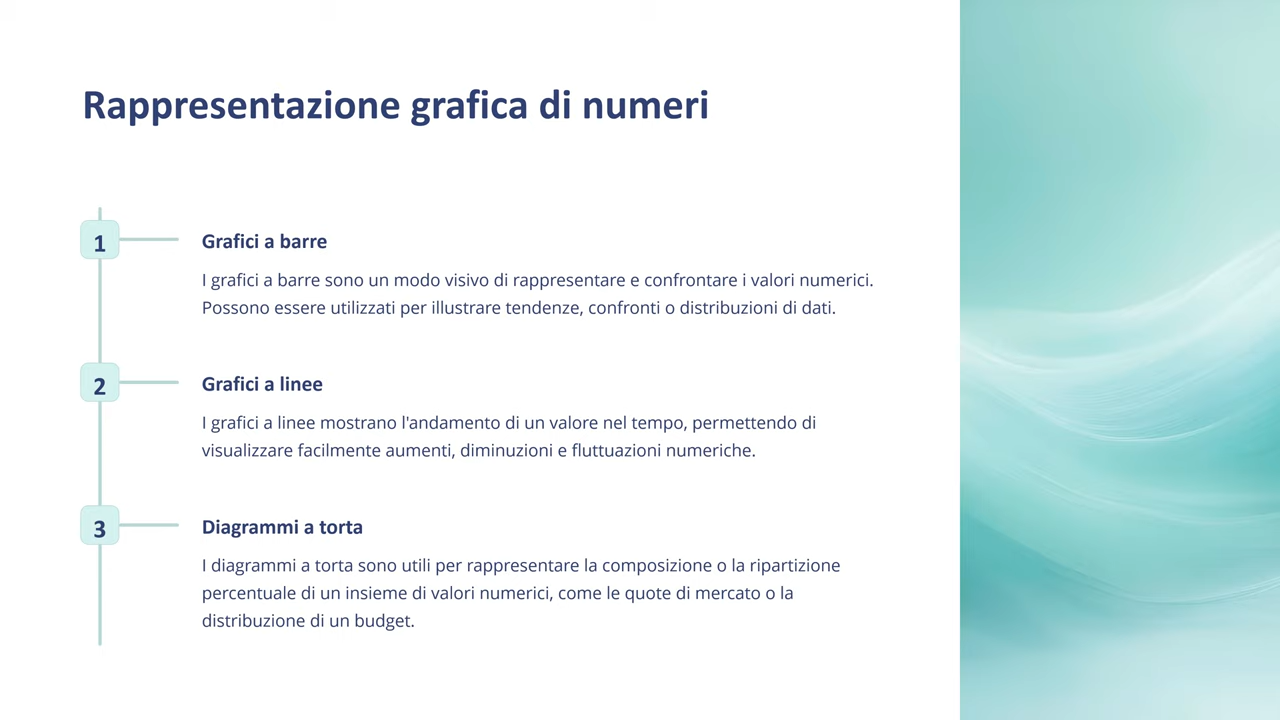 Rappresentazione grafica di numeri
1
Grafici a barre
I grafici a barre sono un modo visivo di rappresentare e confrontare i valori numerici.
Possono essere utilizzati per illustrare tendenze, confronti o distribuzioni di dati.
2
Grafici a linee
I grafici a linee mostrano l'andamento di un valore nel tempo, permettendo di
visualizzare facilmente aumenti, diminuzioni e fluttuazioni numeriche.
3
Diagrammi a torta
I diagrammi a torta sono utili per rappresentare la composizione o la ripartizione
percentuale di un insieme di valori numerici, come le quote di mercato o la
distribuzione di un budget.